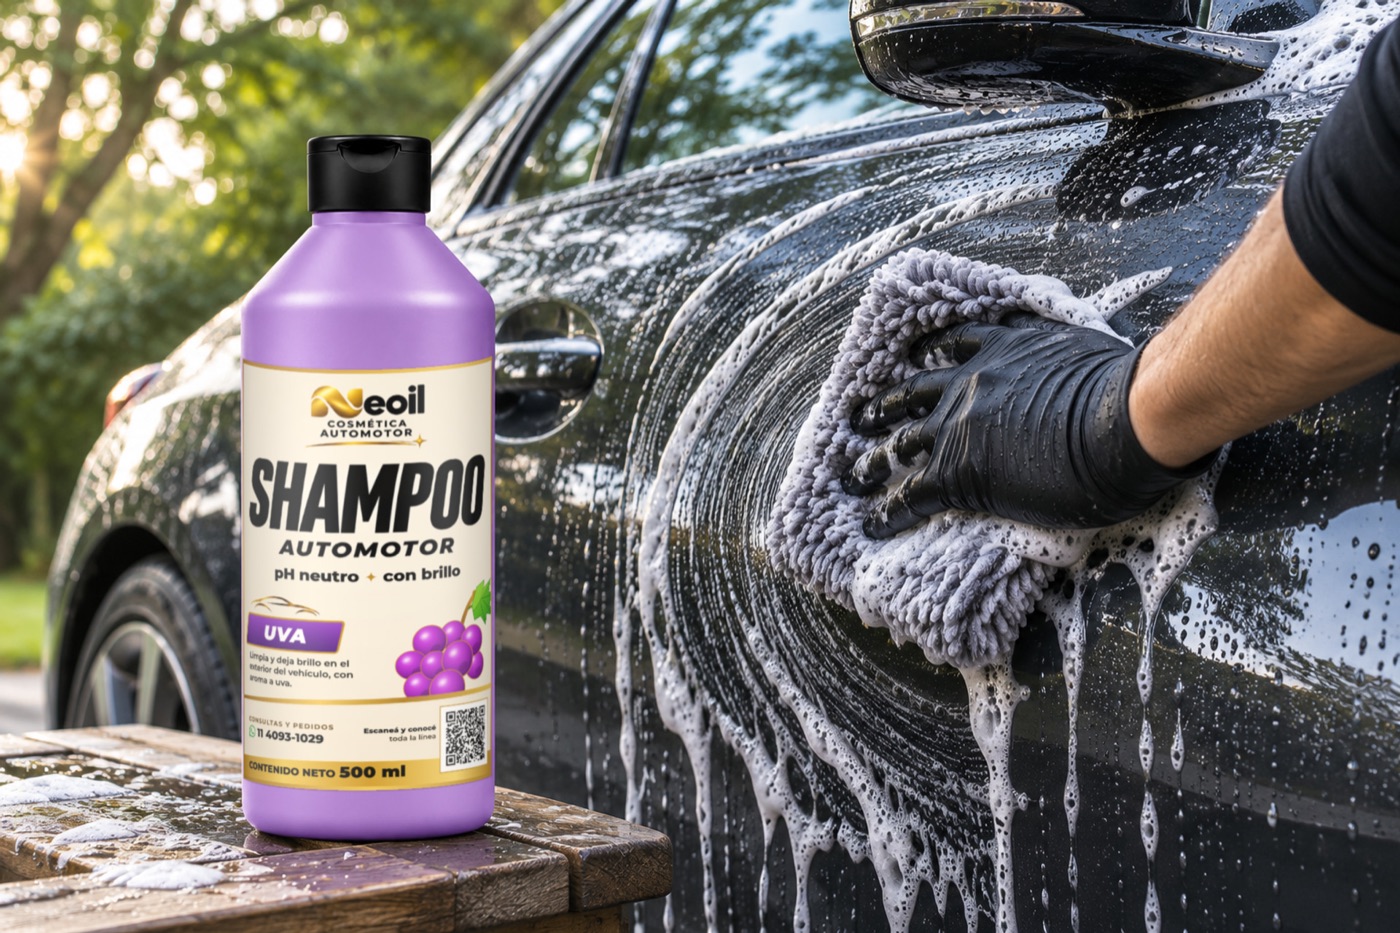 Neoil
COSMÉTICA
AUTOMOTOR
SHAMPOO
AUTOMOTOR
pH neutro ✦ con brillo
UVA
Limpia y deja brillo en el
exterior del vehículo, con
aroma a uva.
CONSULTAS Y PEDIDOS
11 4093-1029
Escaneá y conocé
toda la línea
CONTENIDO NETO 500 ml